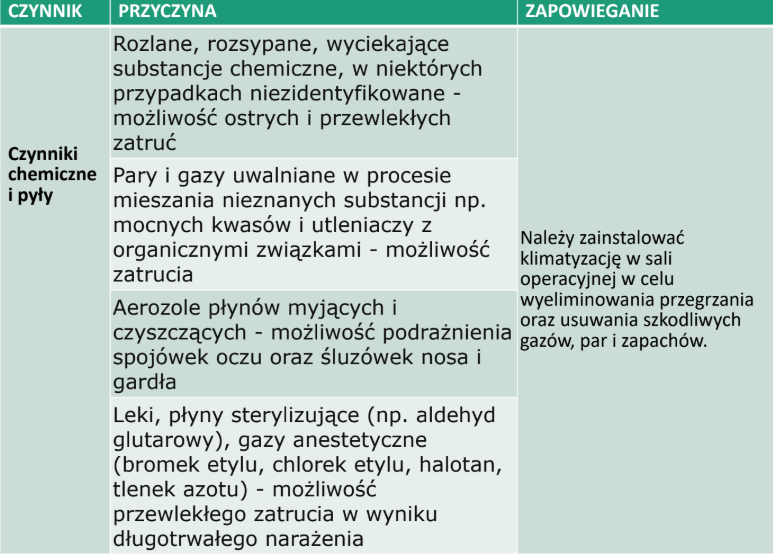 CZYNNIK
PRZYCZYNA
ZAPOWIEGANIE
Czynniki
chemiczne
i pyły
Rozlane, rozsypane, wyciekające
substancje chemiczne, w niektórych
przypadkach niezidentyfikowane -
możliwość ostrych i przewlekłych
zatruć
Pary i gazy uwalniane w procesie
mieszania nieznanych substancji np.
mocnych kwasów i utleniaczy z
organicznymi związkami - możliwość
zatrucia
Aerozole płynów myjących i
czyszczących - możliwość podrażnienia
spojówek oczu oraz śluzówek nosa i
gardła
Leki, płyny sterylizujące (np. aldehyd
glutarowy), gazy anestetyczne
(bromek etylu, chlorek etylu, halotan,
tlenek azotu) - możliwość
przewlekłego zatrucia w wyniku
długotrwałego narażenia
Należy zainstalować
klimatyzację w sali
operacyjnej w celu
wyeliminowania przegrzania
oraz usuwania szkodliwych
gazów, par i zapachów.